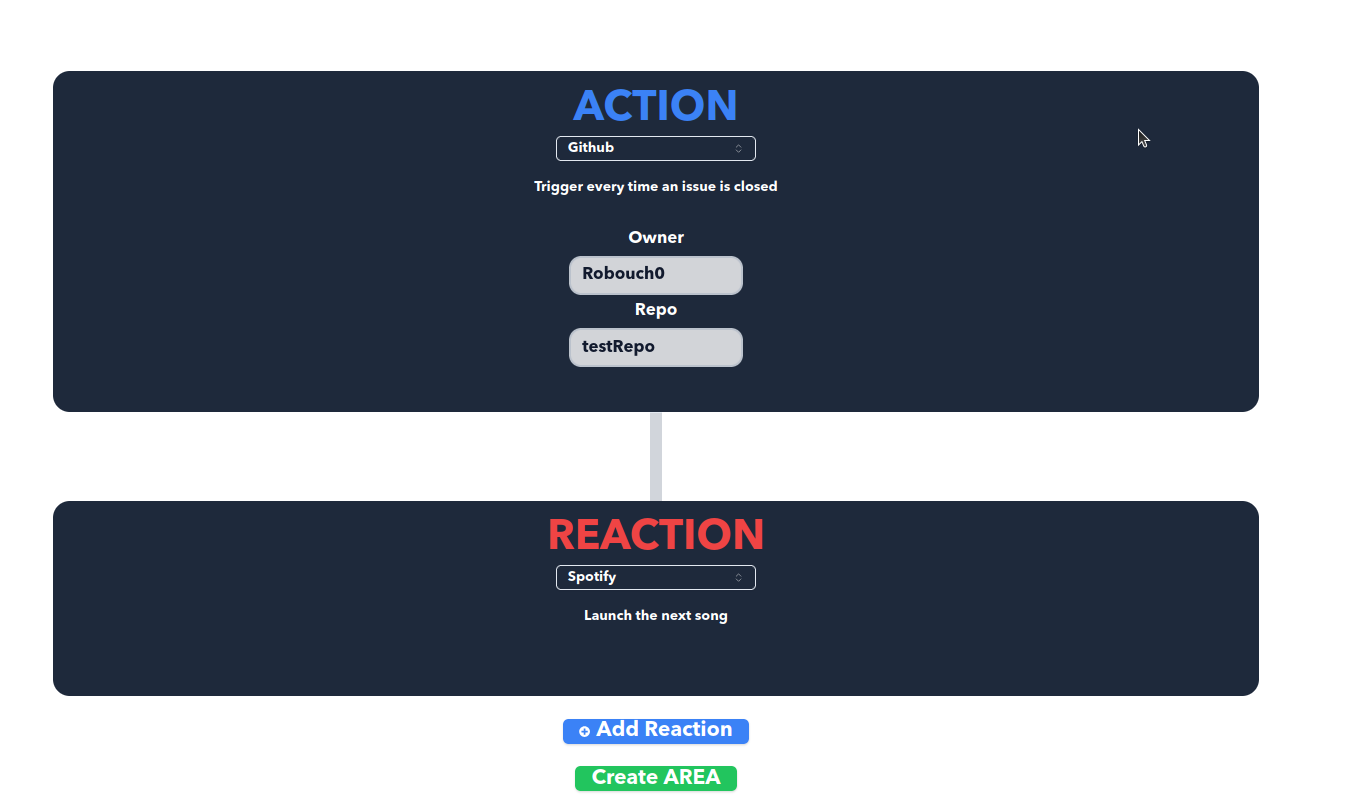 ACTION
Github
Trigger every time an issue is closed
Owner
Robouch0
Repo
testRepo
REACTION
Spotify
Launch the next song
Add Reaction
Create AREA